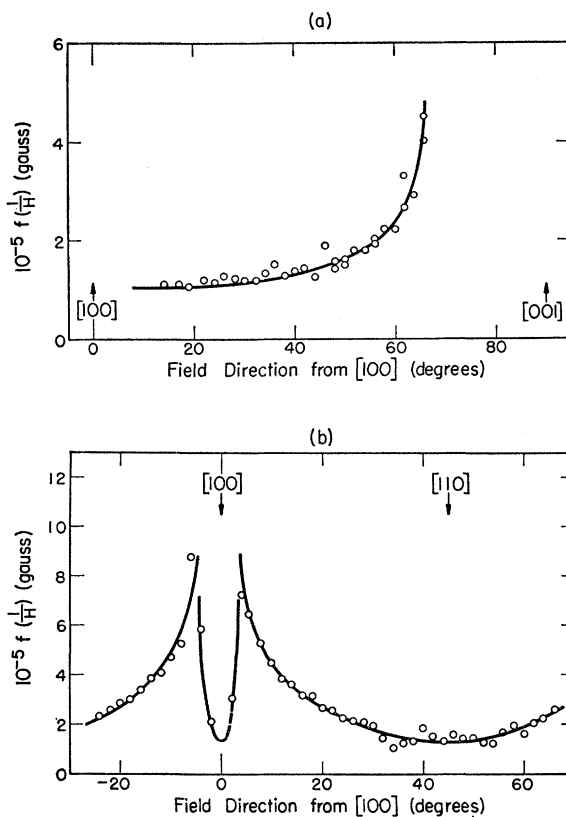 (a)
6
4
2
0
10⁻⁵ f(1/H) (gauss)
[100]
[001]
0 20 40 60 80
Field Direction from [100] (degrees)
(b)
12
10
8
6
4
2
0
10⁻⁵ f(1/H) (gauss)
[100]
[110]
-20 0 20 40 60
Field Direction from [100] (degrees)